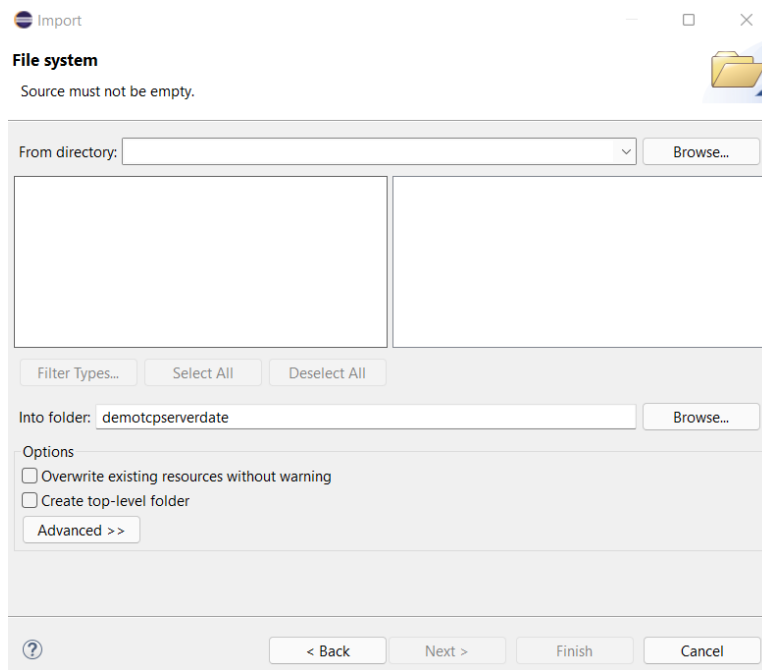 Import
File system
Source must not be empty.
From directory:
Browse...
Filter Types...
Select All
Deselect All
Into folder: demotcpserverdate
Browse...
Options
Overwrite existing resources without warning
Create top-level folder
Advanced >>
?
< Back
Next >
Finish
Cancel